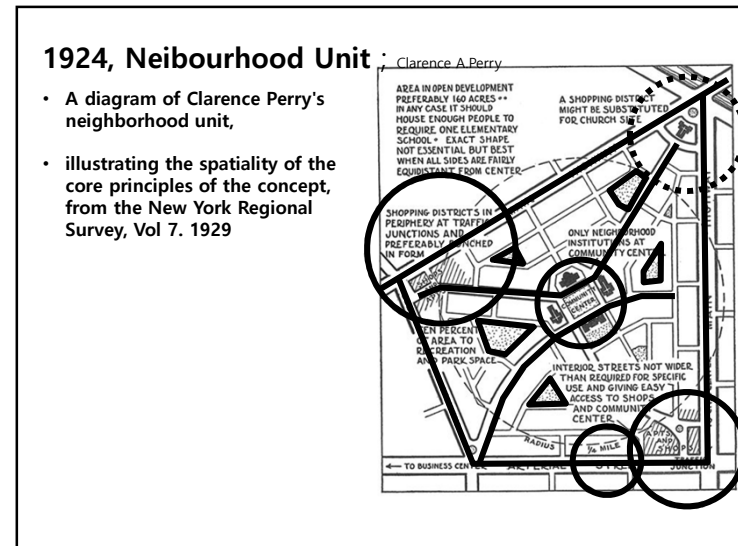 1924, Neibourhood Unit ; Clarence A.Perry
• A diagram of Clarence Perry's
neighborhood unit,
• illustrating the spatiality of the
core principles of the concept,
from the New York Regional
Survey, Vol 7. 1929
AREA IN OPEN DEVELOPMENT
PREFERABLY 160 ACRES **
IN ANY CASE IT SHOULD
HOUSE ENOUGH PEOPLE TO
REQUIRE ONE ELEMENTARY
SCHOOL * EXACT SHAPE
NOT ESSENTIAL BUT BEST
WHEN ALL SIDES ARE FAIRLY
EQUIDISTANT FROM CENTER
A SHOPPING DISTRICT
MIGHT BE SUBSTITUTED
FOR CHURCH SITE
SHOPPING DISTRICTS IN
PERIPHERY AT TRAFFIC
JUNCTIONS AND
PREFERABLY BUNCHED
IN FORM
ONLY NEIGHBORHOOD
INSTITUTIONS AT
COMMUNITY CENTER
COMMUNITY
CENTER
TEN PERCENT
OF AREA TO
RECREATION
AND PARK SPACE
INTERIOR STREETS NOT WIDER
THAN REQUIRED FOR SPECIFIC
USE AND GIVING EASY
ACCESS TO SHOPS
AND COMMUNITY
CENTER
MAIN
RADIUS ¼ MILE
APTS
AND
SHOP
← TO BUSINESS CENTER ARTERIAL STREET
TRAFFIC
JUNCTION